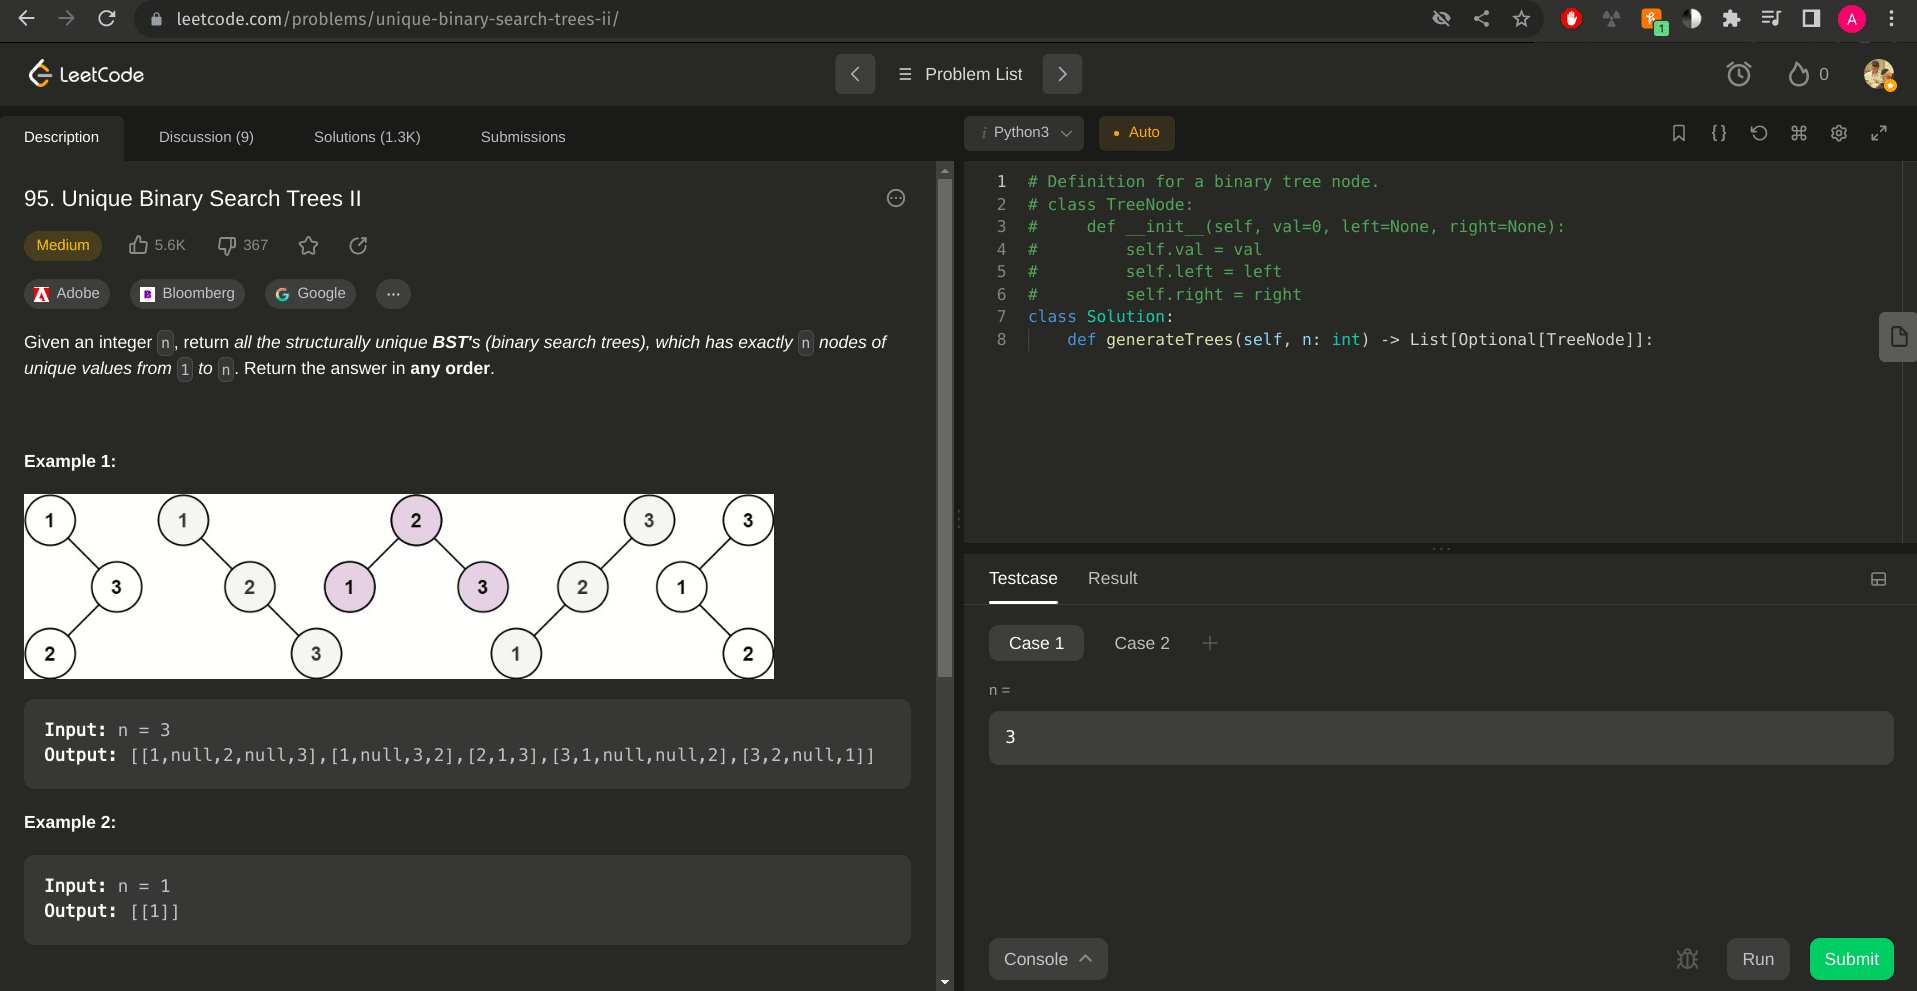 leetcode.com/problems/unique-binary-search-trees-ii/
1
A
LeetCode
Problem List
0
Description
Discussion (9)
Solutions (1.3K)
Submissions
95. Unique Binary Search Trees II
Medium
5.6K
367
Adobe
Bloomberg
Google
Given an integer n, return all the structurally unique BST's (binary search trees), which has exactly n nodes of
unique values from 1 to n. Return the answer in any order.
Example 1:
1 1 2 3 3
3 2 1 3 2 1
2 3 1 2
Input: n = 3
Output: [[1,null,2,null,3],[1,null,3,2],[2,1,3],[3,1,null,null,2],[3,2,null,1]]
Example 2:
Input: n = 1
Output: [[1]]
i Python3
Auto
{}
1 # Definition for a binary tree node.
2 # class TreeNode:
3 #     def __init__(self, val=0, left=None, right=None):
4 #         self.val = val
5 #         self.left = left
6 #         self.right = right
7 class Solution:
8     def generateTrees(self, n: int) -> List[Optional[TreeNode]]:
Testcase
Result
Case 1
Case 2
n =
3
Console
Run
Submit